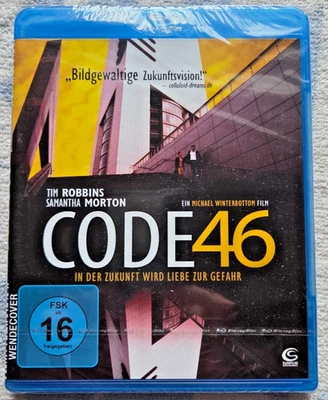 „Bildgewaltige Zukunftsvision!“ –
celluloid-dreams.de
TIM ROBBINS
SAMANTHA MORTON
EIN MICHAEL WINTERBOTTOM FILM
CODE46
IN DER ZUKUNFT WIRD LIEBE ZUR GEFAHR
FSK
ab
16
freigegeben
WENDECOVER